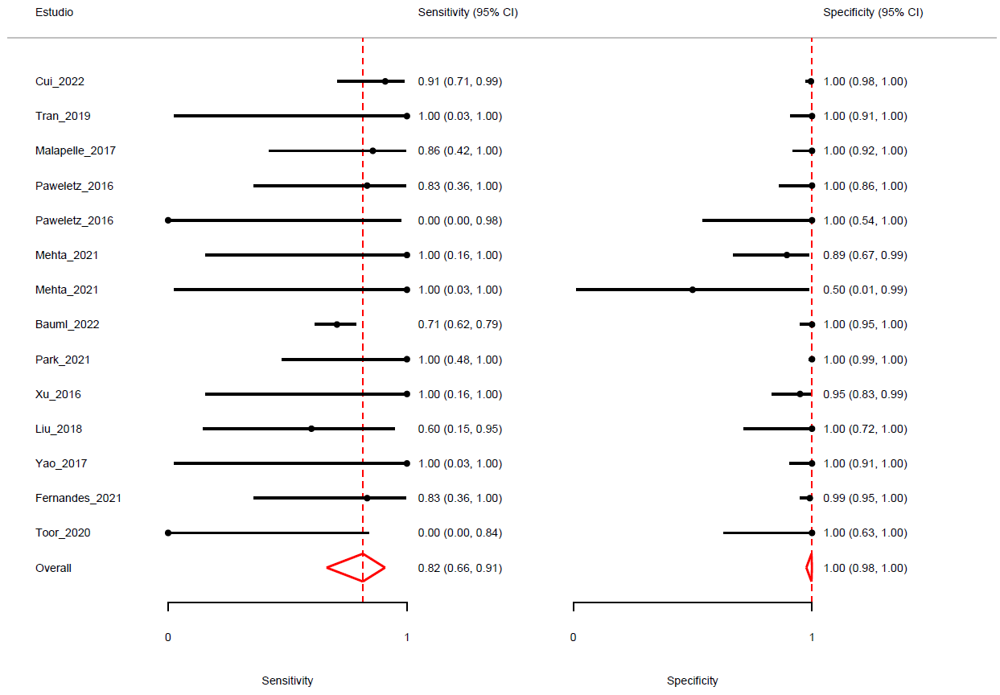 Estudio Sensitivity (95% CI) Specificity (95% CI)
Cui_2022 0.91 (0.71, 0.99) 1.00 (0.98, 1.00)
Tran_2019 1.00 (0.03, 1.00) 1.00 (0.91, 1.00)
Malapelle_2017 0.86 (0.42, 1.00) 1.00 (0.92, 1.00)
Paweletz_2016 0.83 (0.36, 1.00) 1.00 (0.86, 1.00)
Paweletz_2016 0.00 (0.00, 0.98) 1.00 (0.54, 1.00)
Mehta_2021 1.00 (0.16, 1.00) 0.89 (0.67, 0.99)
Mehta_2021 1.00 (0.03, 1.00) 0.50 (0.01, 0.99)
Bauml_2022 0.71 (0.62, 0.79) 1.00 (0.95, 1.00)
Park_2021 1.00 (0.48, 1.00) 1.00 (0.99, 1.00)
Xu_2016 1.00 (0.16, 1.00) 0.95 (0.83, 0.99)
Liu_2018 0.60 (0.15, 0.95) 1.00 (0.72, 1.00)
Yao_2017 1.00 (0.03, 1.00) 1.00 (0.91, 1.00)
Fernandes_2021 0.83 (0.36, 1.00) 0.99 (0.95, 1.00)
Toor_2020 0.00 (0.00, 0.84) 1.00 (0.63, 1.00)
Overall 0.82 (0.66, 0.91) 1.00 (0.98, 1.00)
0 1 0 1
Sensitivity Specificity